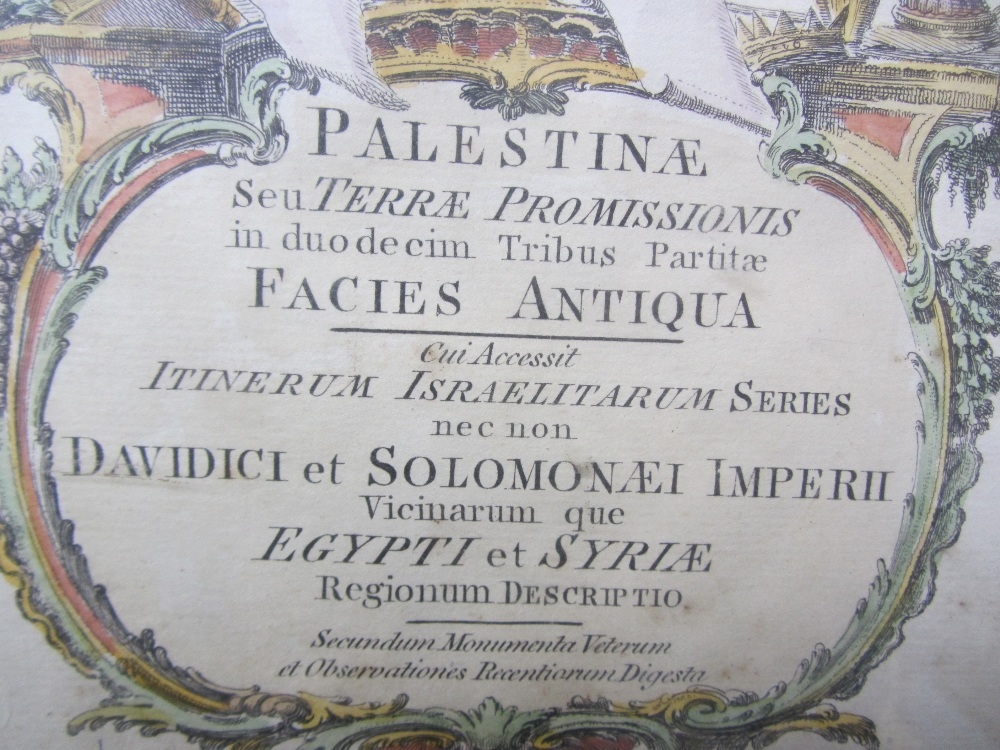 PALESTINÆ
Seu TERRÆ PROMISSIONIS
in duodecim Tribus Partitæ
FACIES ANTIQUA
Cui Accessit
ITINERUM ISRAELITARUM SERIES
nec non
DAVIDICI et SOLOMONÆI IMPERII
Vicinarum que
EGYPTI et SYRIÆ
Regionum DESCRIPTIO
Secundum Monumenta Veterum
et Observationes Recentiorum Digesta